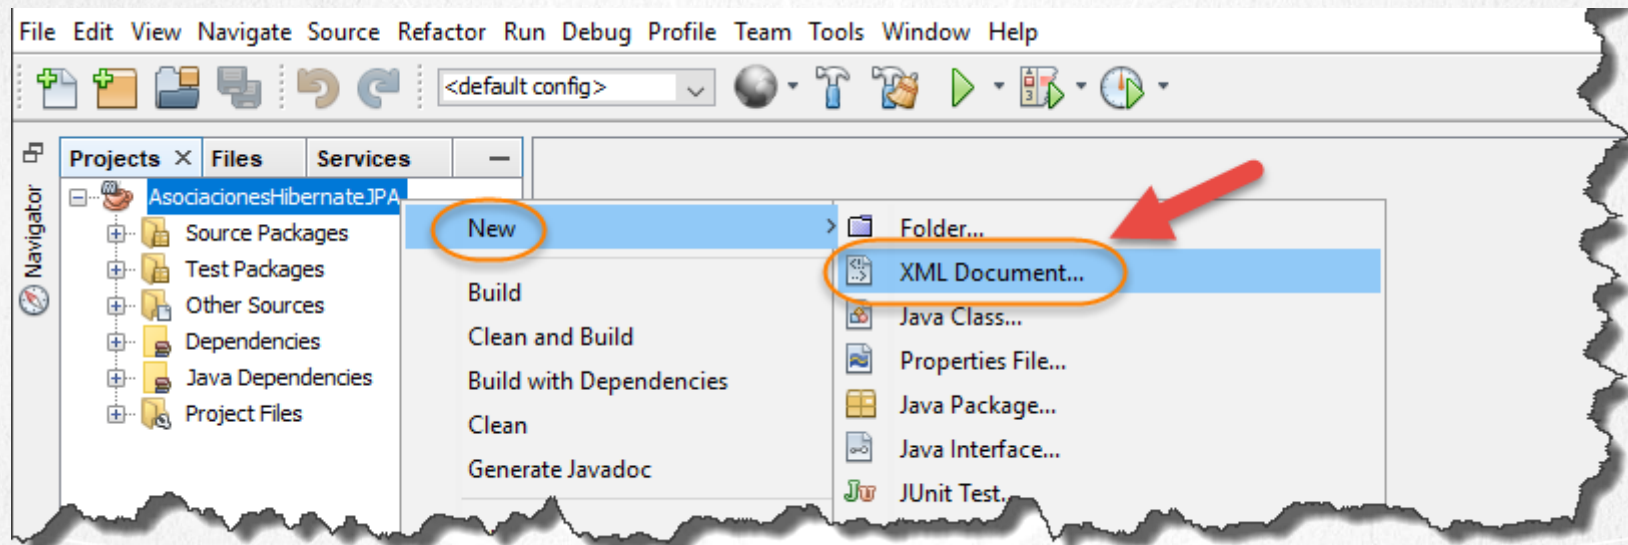 File Edit View Navigate Source Refactor Run Debug Profile Team Tools Window Help
<default config>
Projects Files Services
Navigator
AsociacionesHibernateJPA
Source Packages
Test Packages
Other Sources
Dependencies
Java Dependencies
Project Files
New
Build
Clean and Build
Build with Dependencies
Clean
Generate Javadoc
Folder...
XML Document...
Java Class...
Properties File...
Java Package...
Java Interface...
JUnit Test...